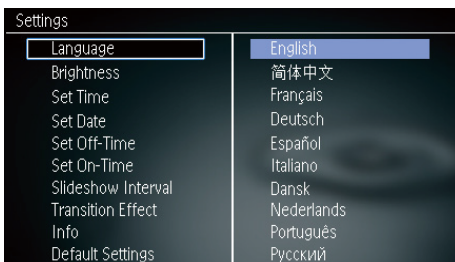 Settings
Language
Brightness
Set Time
Set Date
Set Off-Time
Set On-Time
Slideshow Interval
Transition Effect
Info
Default Settings
English
简体中文
Français
Deutsch
Español
Italiano
Dansk
Nederlands
Português
Русский